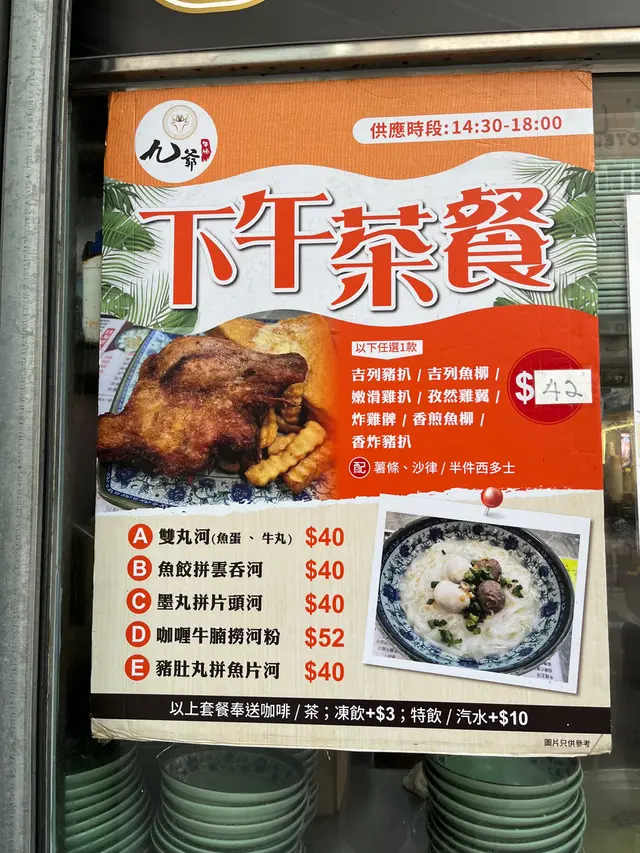 九爺
供應時段:14:30-18:00
下午茶餐
以下任選1款
吉列豬扒 / 吉列魚柳 /
嫩滑雞扒 / 孜然雞翼 /
炸雞髀 / 香煎魚柳 /
香炸豬扒
$42
配 薯條、沙律 / 半件西多士
A 雙丸河(魚蛋、牛丸) $40
B 魚餃拼雲吞河 $40
C 墨丸拼片頭河 $40
D 咖喱牛腩撈河粉 $52
E 豬肚丸拼魚片河 $40
以上套餐奉送咖啡 / 茶；凍飲+$3；特飲 / 汽水+$10
圖片只供參考